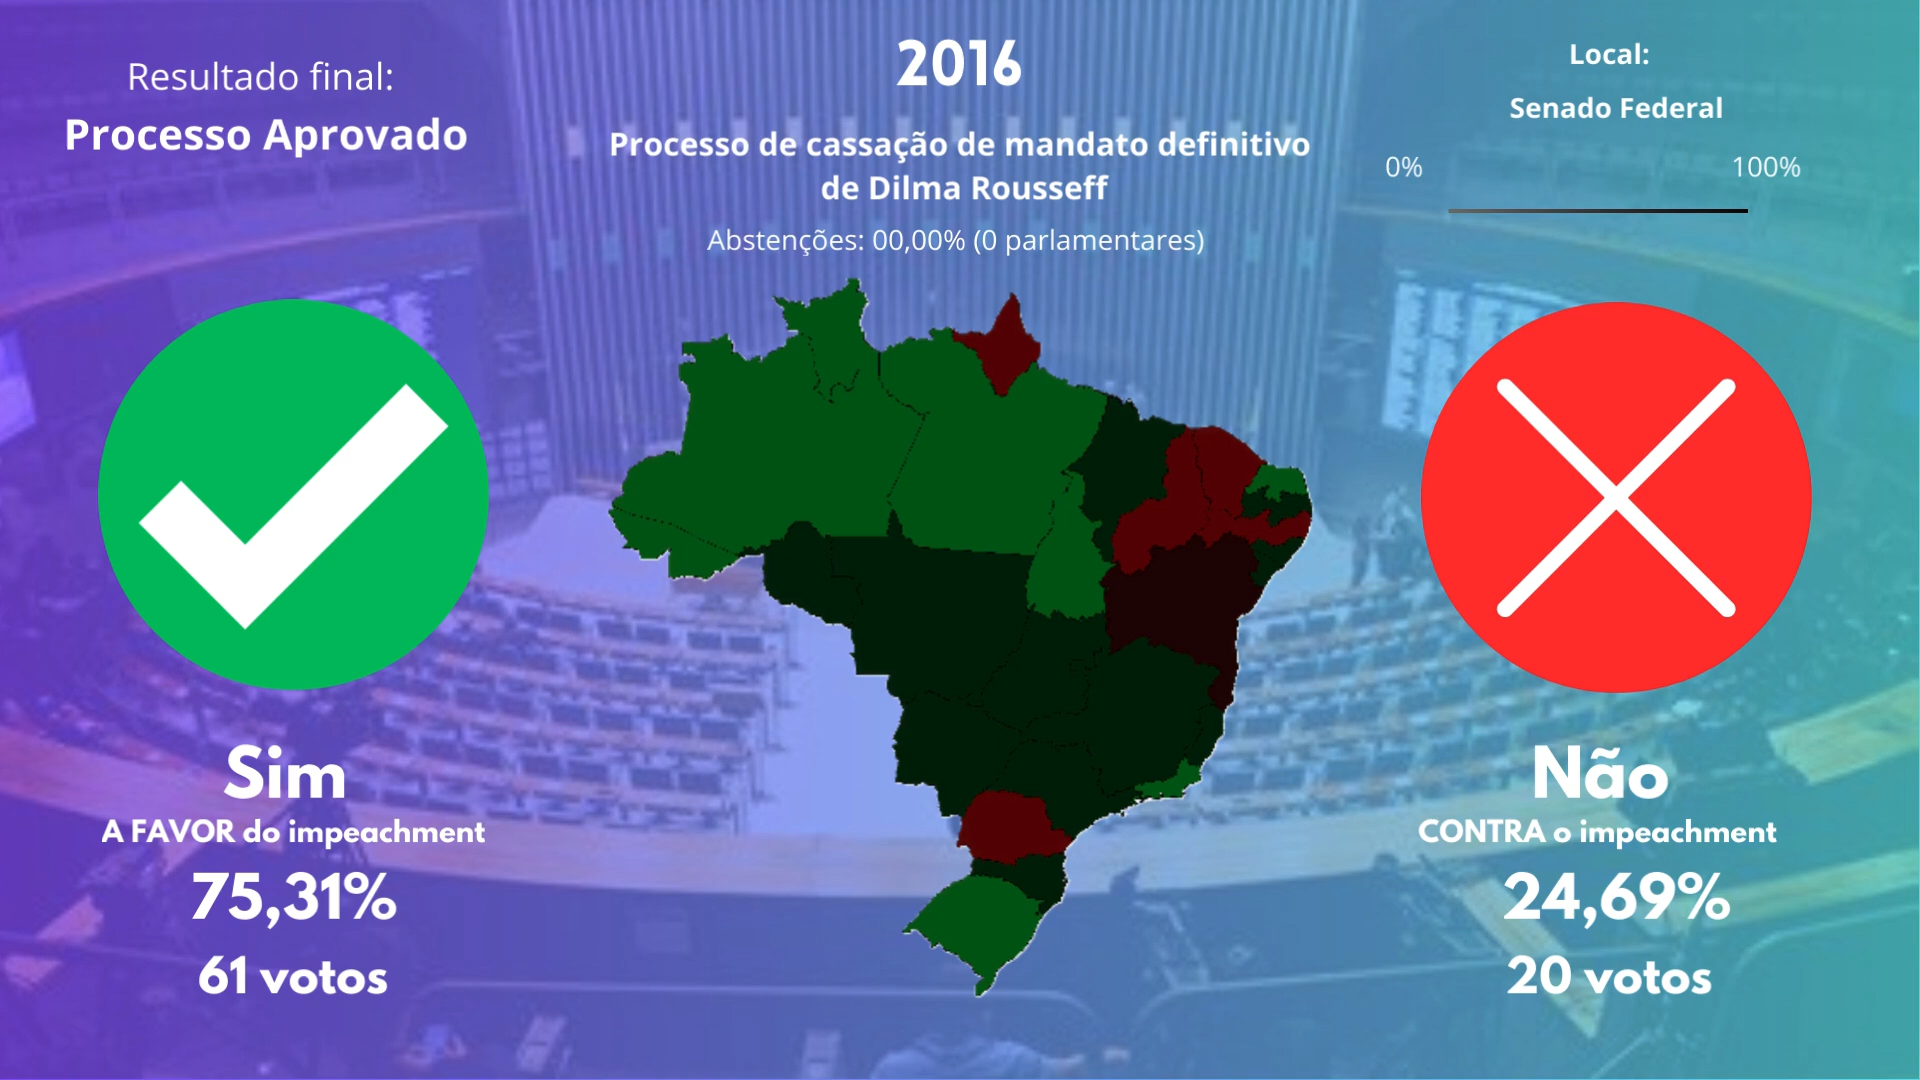 Resultado final:
Processo Aprovado
2016
Processo de cassação de mandato definitivo
de Dilma Rousseff
Abstenções: 00,00% (0 parlamentares)
Local:
Senado Federal
0% 100%
Sim
A FAVOR do impeachment
75,31%
61 votos
Não
CONTRA o impeachment
24,69%
20 votos